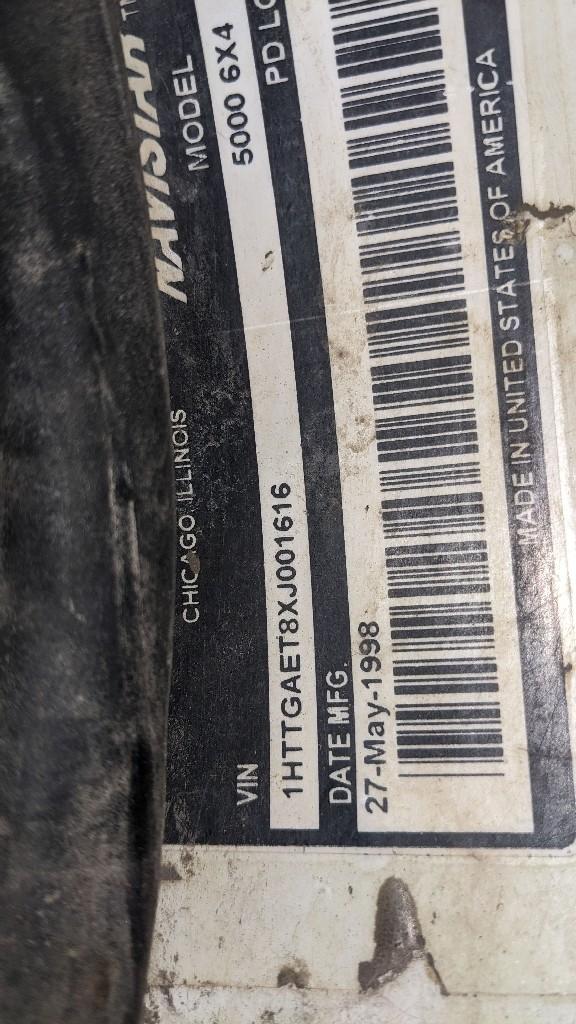 NAVISTAR™
CHICAGO ILLINOIS
VIN MODEL
1HTTGAET8XJ001616 5000 6X4
DATE MFG. PD LO
27-May-1998
MADE IN UNITED STATES OF AMERICA